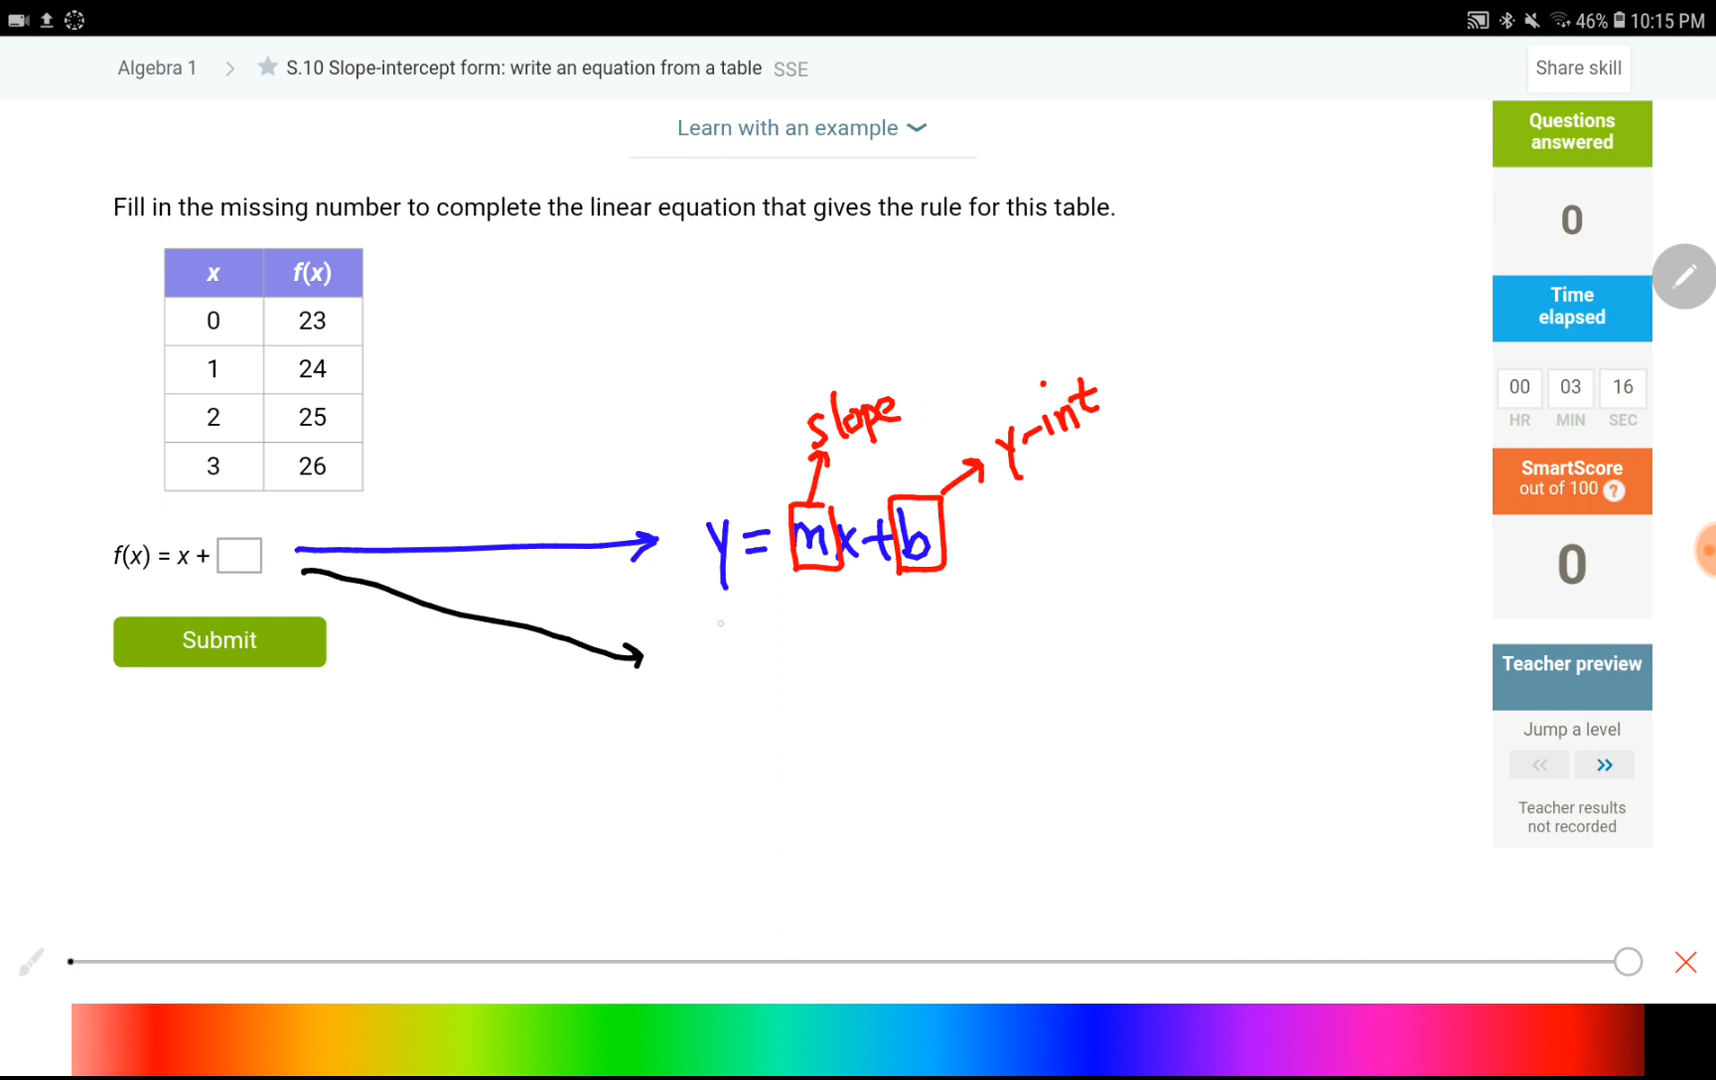 46% 10:15 PM
Algebra 1 > S.10 Slope-intercept form: write an equation from a table SSE
Share skill
Learn with an example
Questions
answered
0
Fill in the missing number to complete the linear equation that gives the rule for this table.
x f(x)
0 23
1 24
2 25
3 26
Time
elapsed
00 03 16
HR MIN SEC
slope
y-int
y = mx+b
f(x) = x +
Submit
SmartScore
out of 100 ?
0
Teacher preview
Jump a level
<< >>
Teacher results
not recorded